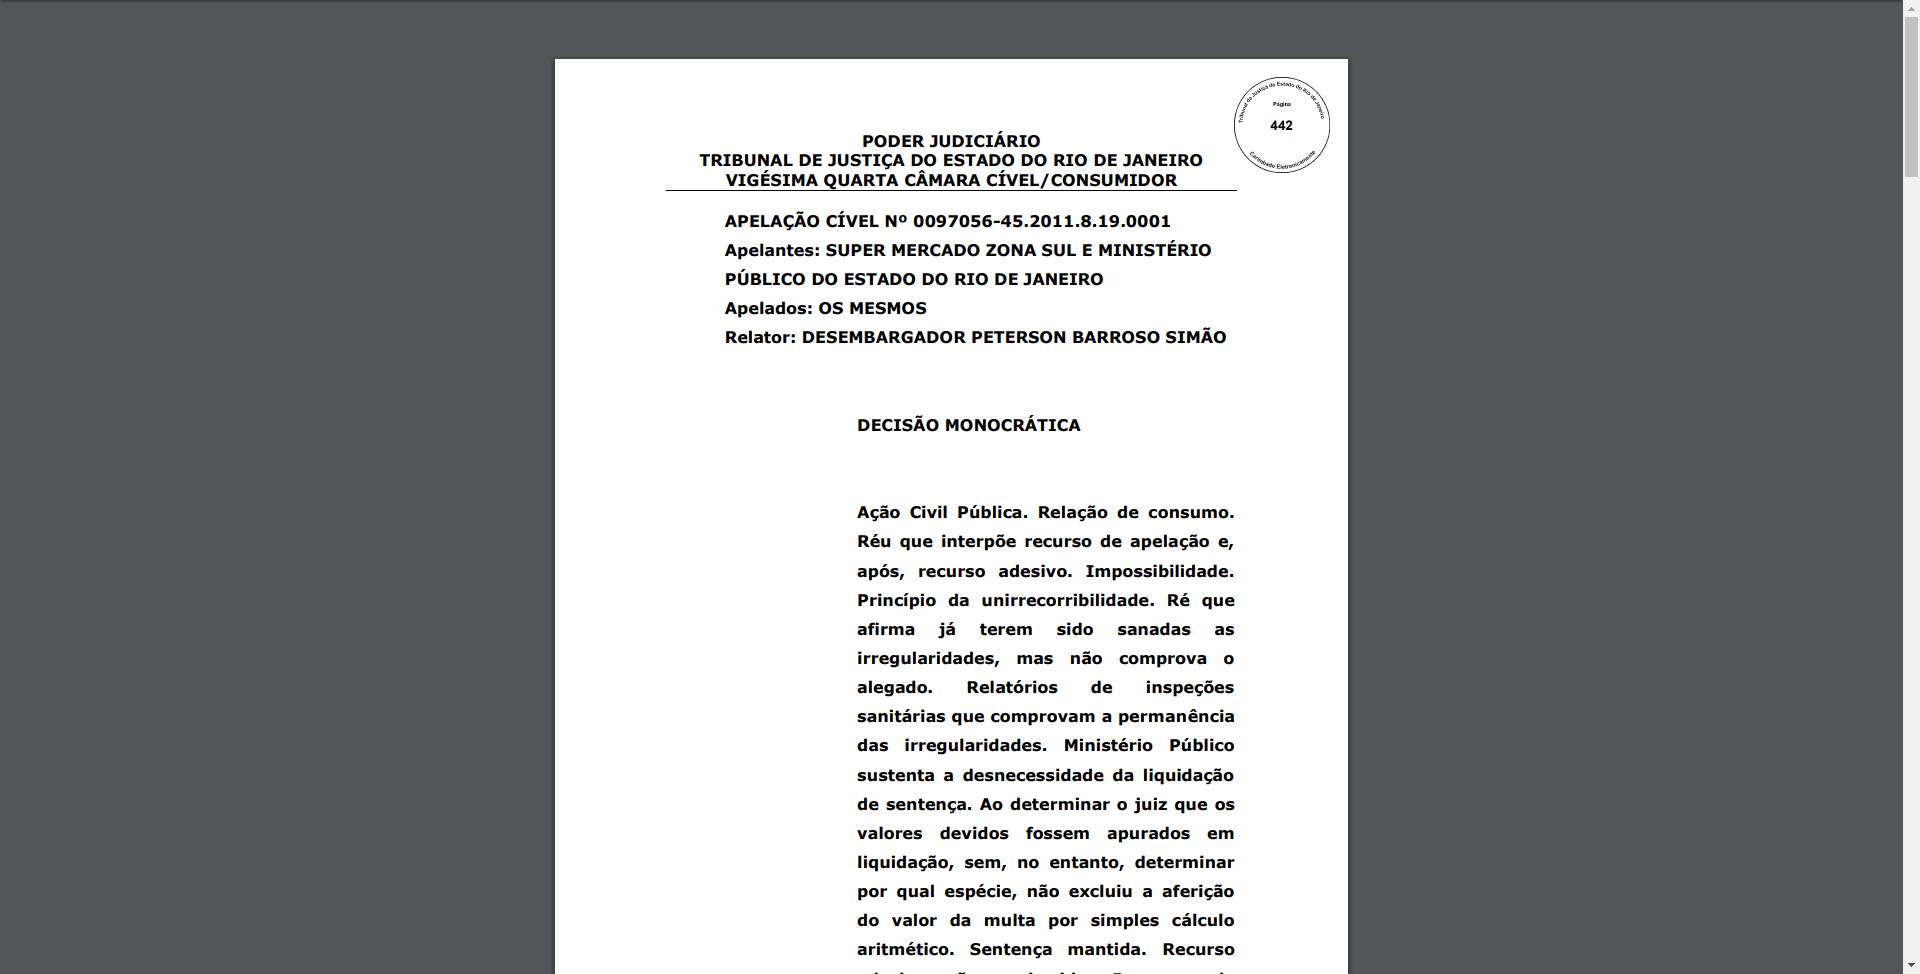 Tribunal de Justiça do Estado do Rio de Janeiro
Página
442
Carimbado Eletronicamente
PODER JUDICIÁRIO
TRIBUNAL DE JUSTIÇA DO ESTADO DO RIO DE JANEIRO
VIGÉSIMA QUARTA CÂMARA CÍVEL/CONSUMIDOR
APELAÇÃO CÍVEL Nº 0097056-45.2011.8.19.0001
Apelantes: SUPER MERCADO ZONA SUL E MINISTÉRIO
PÚBLICO DO ESTADO DO RIO DE JANEIRO
Apelados: OS MESMOS
Relator: DESEMBARGADOR PETERSON BARROSO SIMÃO
DECISÃO MONOCRÁTICA
Ação Civil Pública. Relação de consumo.
Réu que interpõe recurso de apelação e,
após, recurso adesivo. Impossibilidade.
Princípio da unirrecorribilidade. Ré que
afirma já terem sido sanadas as
irregularidades, mas não comprova o
alegado. Relatórios de inspeções
sanitárias que comprovam a permanência
das irregularidades. Ministério Público
sustenta a desnecessidade da liquidação
de sentença. Ao determinar o juiz que os
valores devidos fossem apurados em
liquidação, sem, no entanto, determinar
por qual espécie, não excluiu a aferição
do valor da multa por simples cálculo
aritmético. Sentença mantida. Recurso